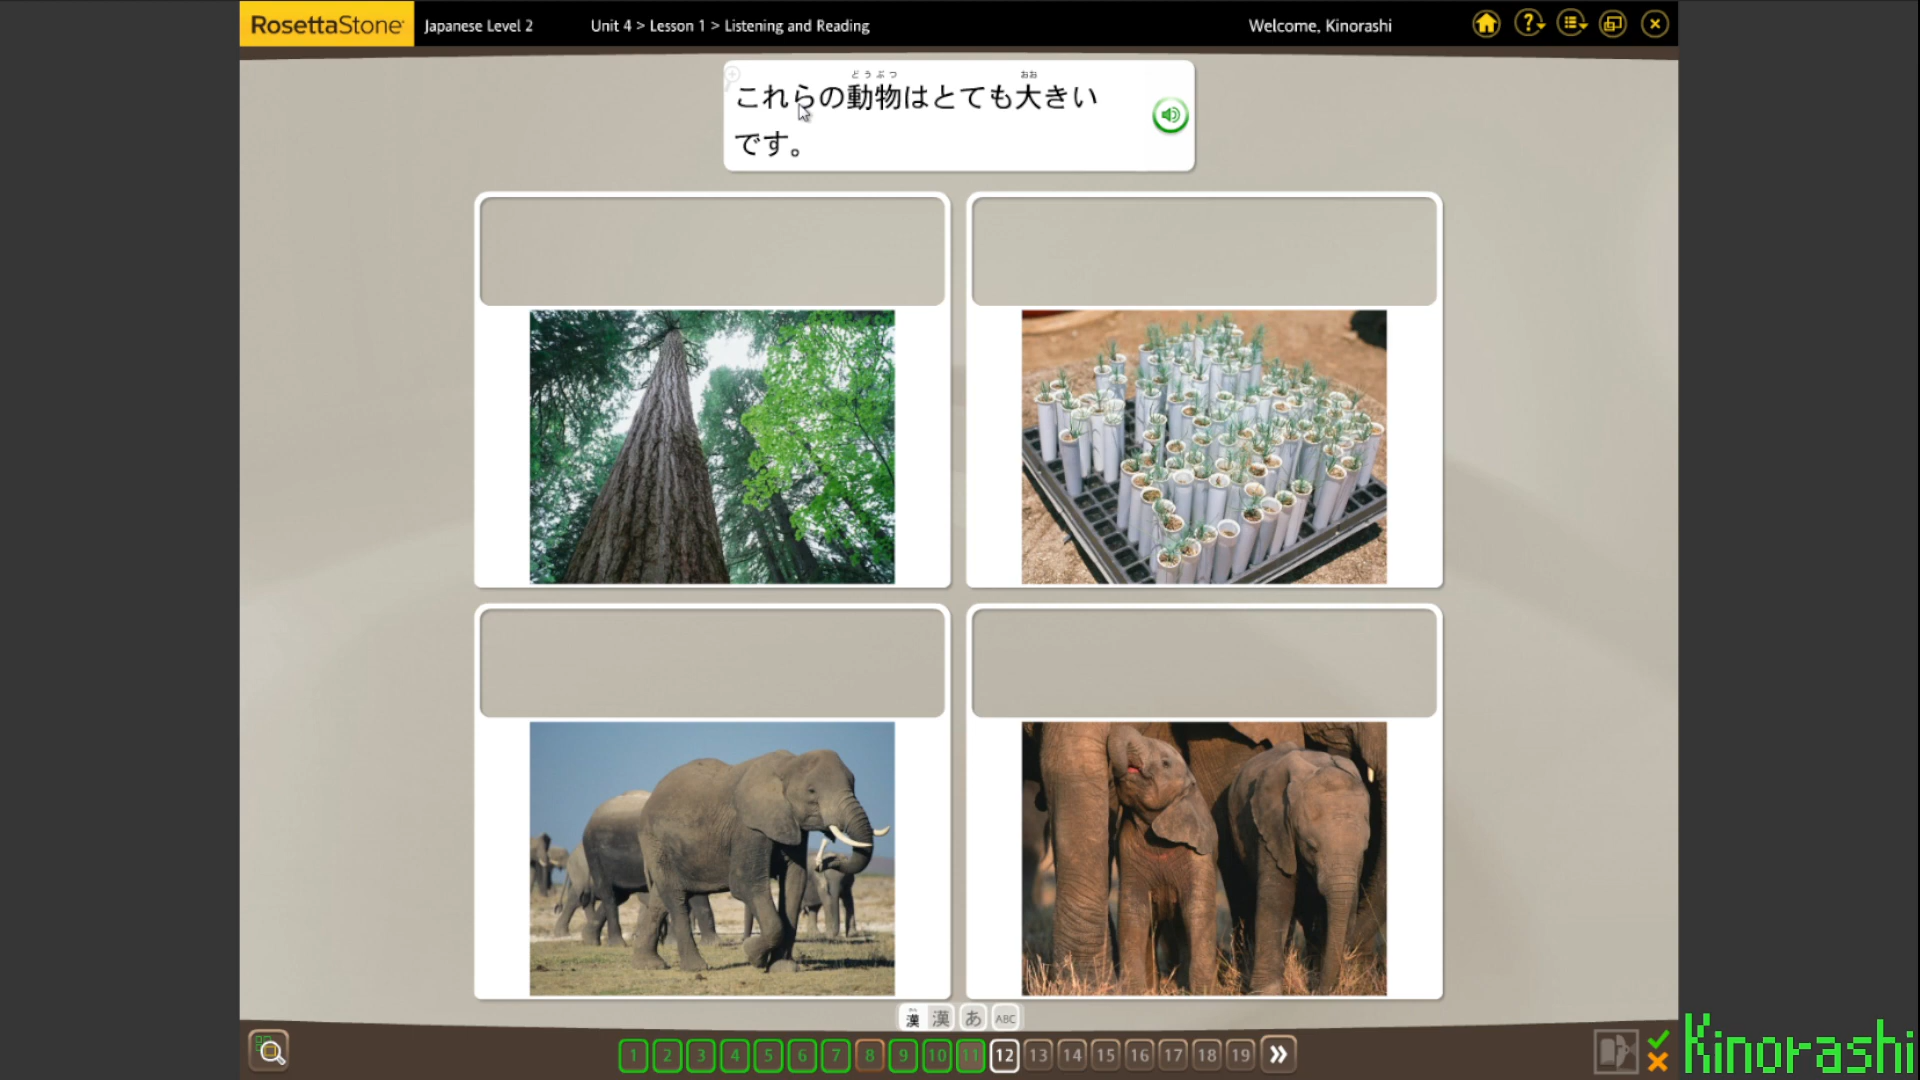 RosettaStone
Japanese Level 2
Unit 4 > Lesson 1 > Listening and Reading
Welcome, Kinorashi
どうぶつ おお
これらの動物はとても大きい
です。
漢 漢 あ ABC
1 2 3 4 5 6 7 8 9 10 11 12 13 14 15 16 17 18 19
Kinorashi